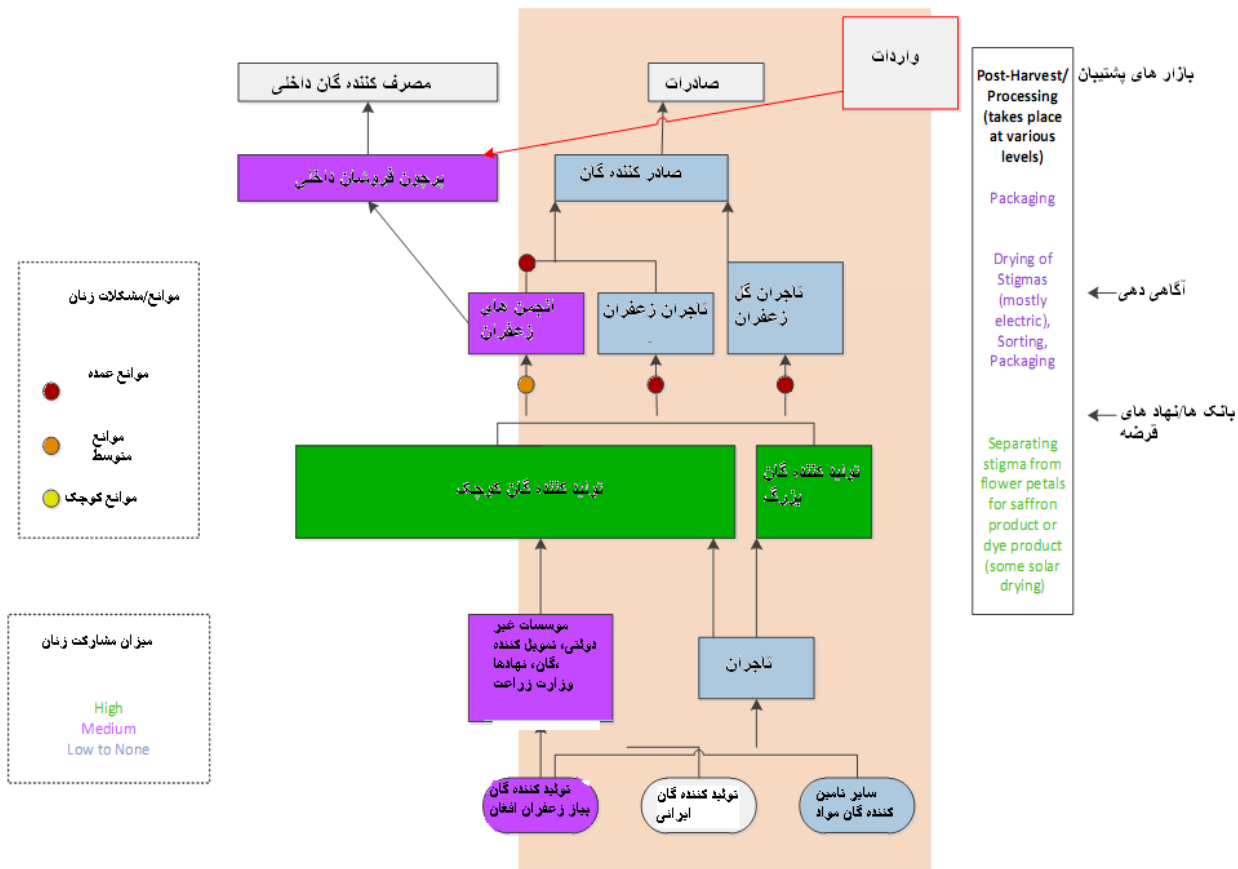 واردات
مصرف کننده گان داخلی
صادرات
پرچون فروشان داخلی
صادر کننده گان
انجمن های
زعفران
تاجران زعفران
تاجران گل
زعفران
تولید کننده گان کوچک
تولید کننده گان
بزرگ
موسسات غیر
دولتی، تمویل کننده
گان، نهادها،
وزارت زراعت
تاجران
تولید کننده گان
پیاز زعفران افغان
تولید کننده گان
ایرانی
سایر تامین
کننده گان مواد
موانع/مشکلات زنان
موانع عمده
موانع
متوسط
موانع کوچک
میزان مشارکت زنان
High
Medium
Low to None
Post-Harvest/
Processing
(takes place
at various
levels)
Packaging
Drying of
Stigmas
(mostly
electric),
Sorting,
Packaging
Separating
stigma from
flower petals
for saffron
product or
dye product
(some solar
drying)
بازار های پشتیبان
آگاهی دهی
بانک ها/نهاد های
قرضه